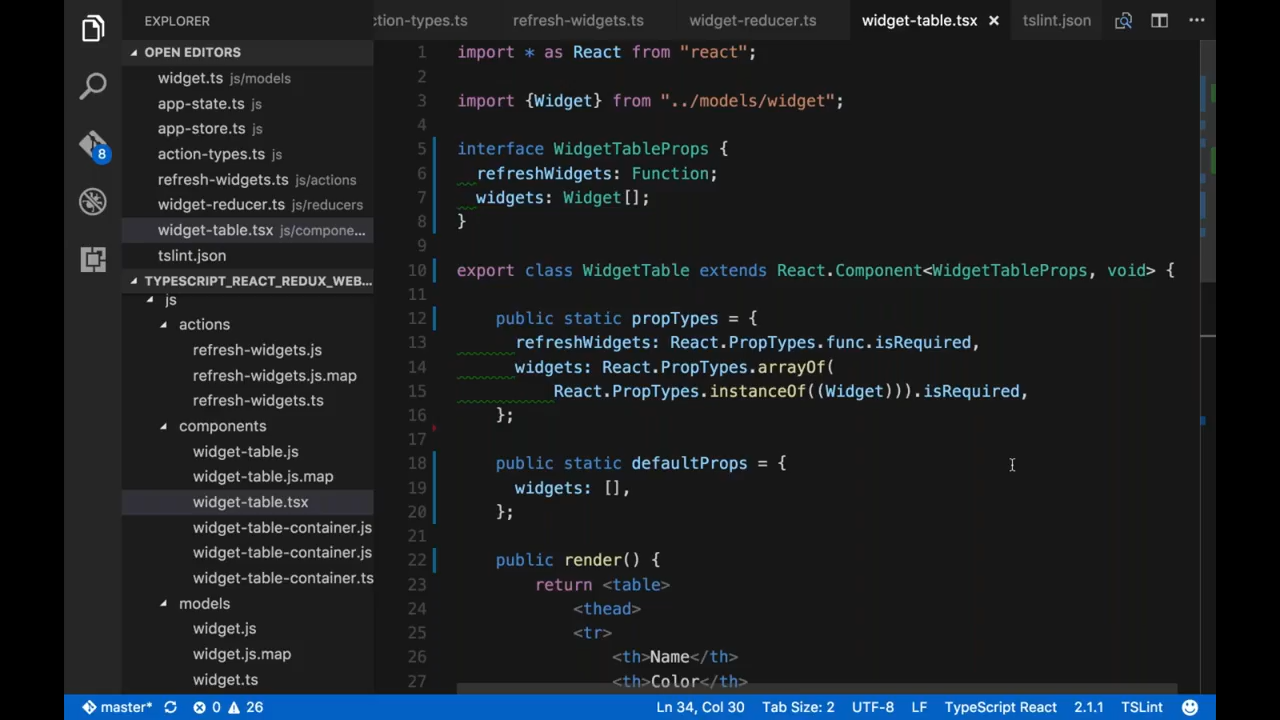 EXPLORER
OPEN EDITORS
widget.ts js/models
app-state.ts js
app-store.ts js
action-types.ts js
refresh-widgets.ts js/actions
widget-reducer.ts js/reducers
widget-table.tsx js/compone...
tslint.json
TYPESCRIPT_REACT_REDUX_WEB...
js
actions
refresh-widgets.js
refresh-widgets.js.map
refresh-widgets.ts
components
widget-table.js
widget-table.js.map
widget-table.tsx
widget-table-container.js
widget-table-container.js
widget-table-container.ts
models
widget.js
widget.js.map
widget.ts
8
ction-types.ts refresh-widgets.ts widget-reducer.ts widget-table.tsx × tslint.json ...
1 import * as React from "react";
2
3 import {Widget} from "../models/widget";
4
5 interface WidgetTableProps {
6 refreshWidgets: Function;
7 widgets: Widget[];
8 }
9
10 export class WidgetTable extends React.Component<WidgetTableProps, void> {
11
12 public static propTypes = {
13 refreshWidgets: React.PropTypes.func.isRequired,
14 widgets: React.PropTypes.arrayOf(
15 React.PropTypes.instanceOf((Widget))).isRequired,
16 };
17
18 public static defaultProps = {
19 widgets: [],
20 };
21
22 public render() {
23 return <table>
24 <thead>
25 <tr>
26 <th>Name</th>
27 <th>Color</th>
master* 0 26 Ln 34, Col 30 Tab Size: 2 UTF-8 LF TypeScript React 2.1.1 TSLint